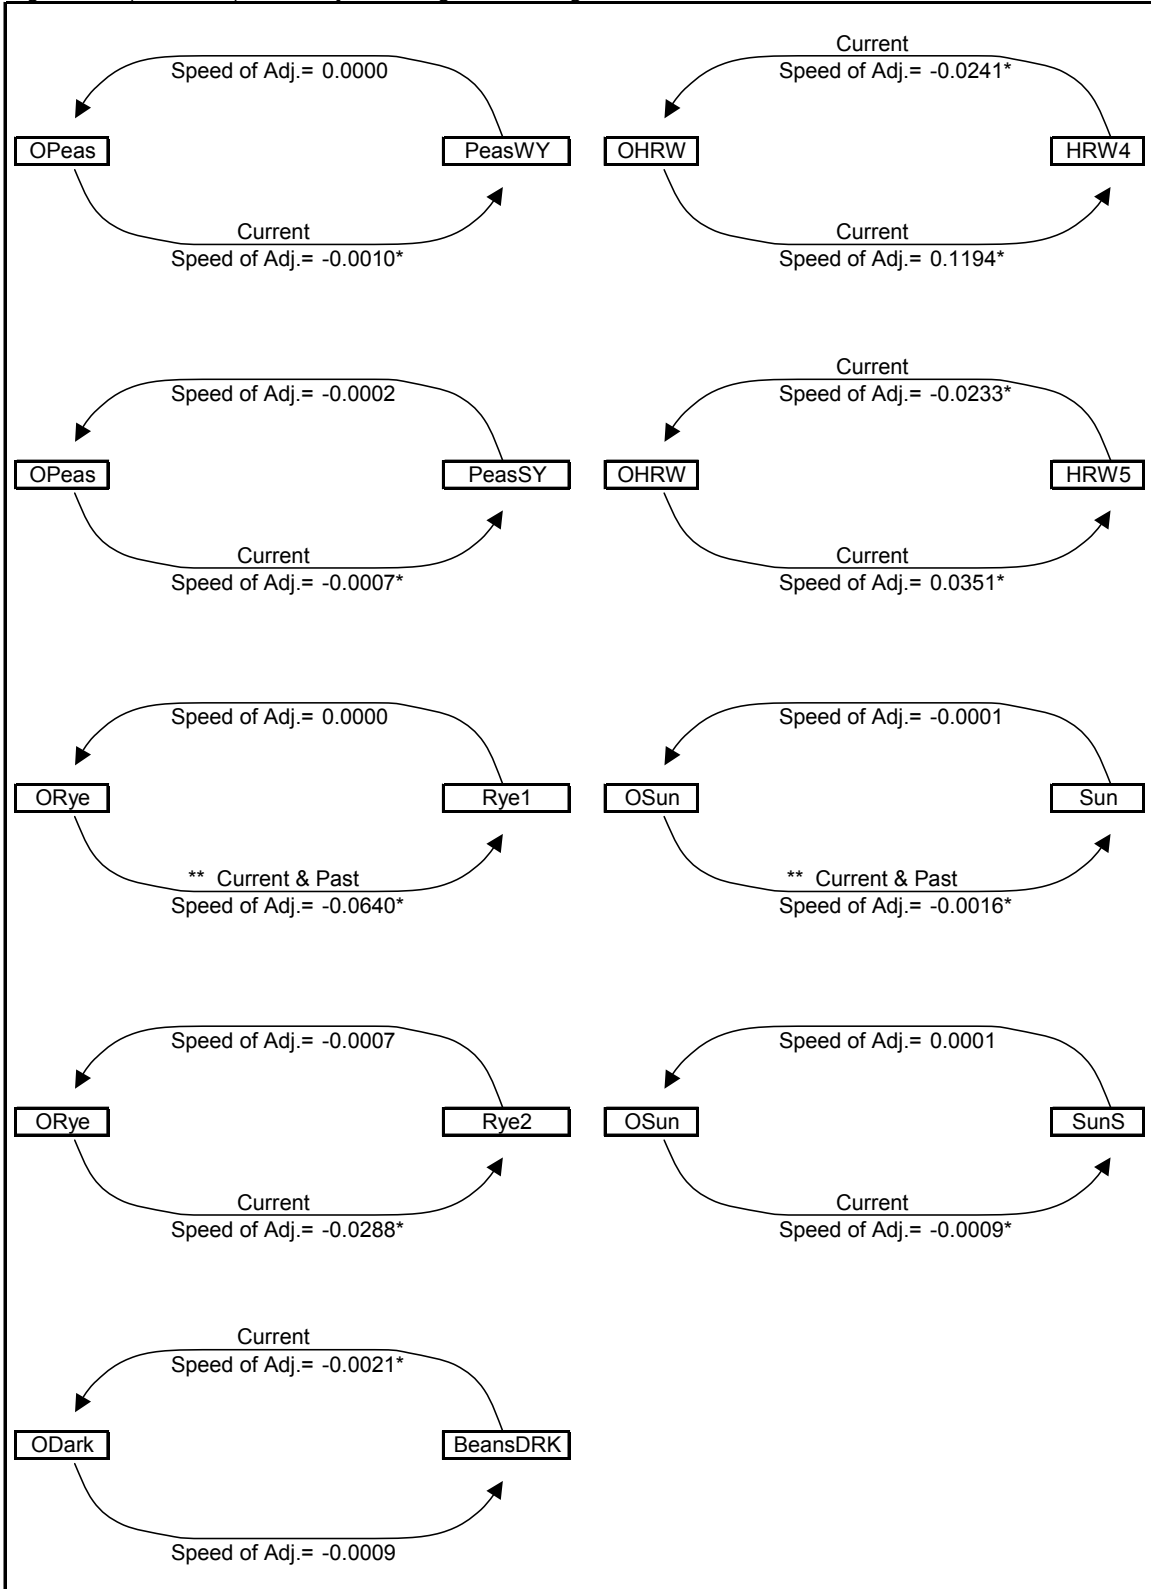 Speed of Adj.= 0.0000
OPeas
PeasWY
Current
Speed of Adj.= -0.0010*
Current
Speed of Adj.= -0.0241*
OHRW
HRW4
Current
Speed of Adj.= 0.1194*
Speed of Adj.= -0.0002
OPeas
PeasSY
Current
Speed of Adj.= -0.0007*
Current
Speed of Adj.= -0.0233*
OHRW
HRW5
Current
Speed of Adj.= 0.0351*
Speed of Adj.= 0.0000
ORye
Rye1
** Current & Past
Speed of Adj.= -0.0640*
Speed of Adj.= -0.0001
OSun
Sun
** Current & Past
Speed of Adj.= -0.0016*
Speed of Adj.= -0.0007
ORye
Rye2
Current
Speed of Adj.= -0.0288*
Speed of Adj.= 0.0001
OSun
SunS
Current
Speed of Adj.= -0.0009*
Current
Speed of Adj.= -0.0021*
ODark
BeansDRK
Speed of Adj.= -0.0009